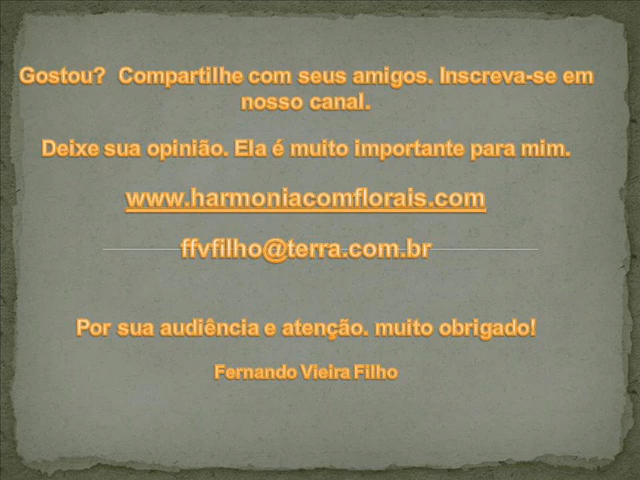 Gostou?  Compartilhe com seus amigos. Inscreva-se em
nosso canal.
Deixe sua opinião. Ela é muito importante para mim.
www.harmoniacomflorais.com
ffvfilho@terra.com.br
Por sua audiência e atenção. muito obrigado!
Fernando Vieira Filho